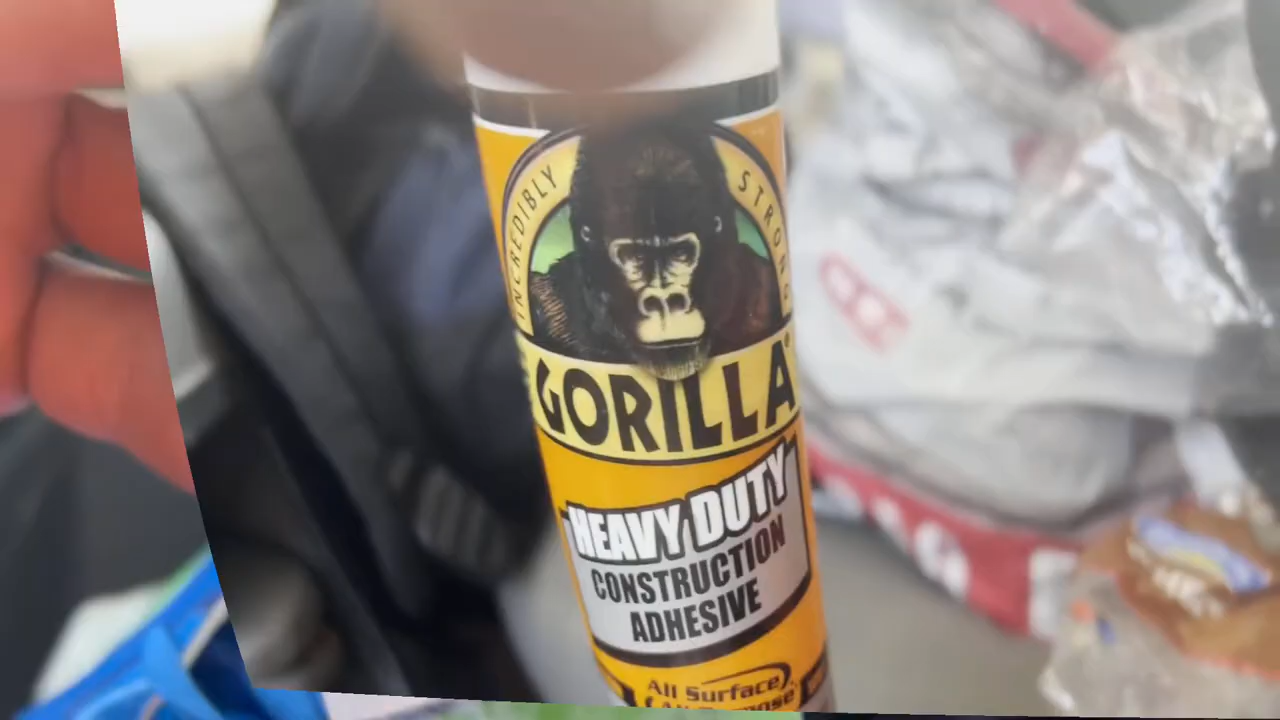 INCREDIBLY STRONG
GORILLA®
HEAVY DUTY
CONSTRUCTION
ADHESIVE
All Surface